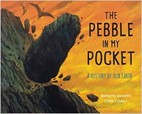 THE
PEBBLE
IN MY
POCKET
A HISTORY OF OUR EARTH